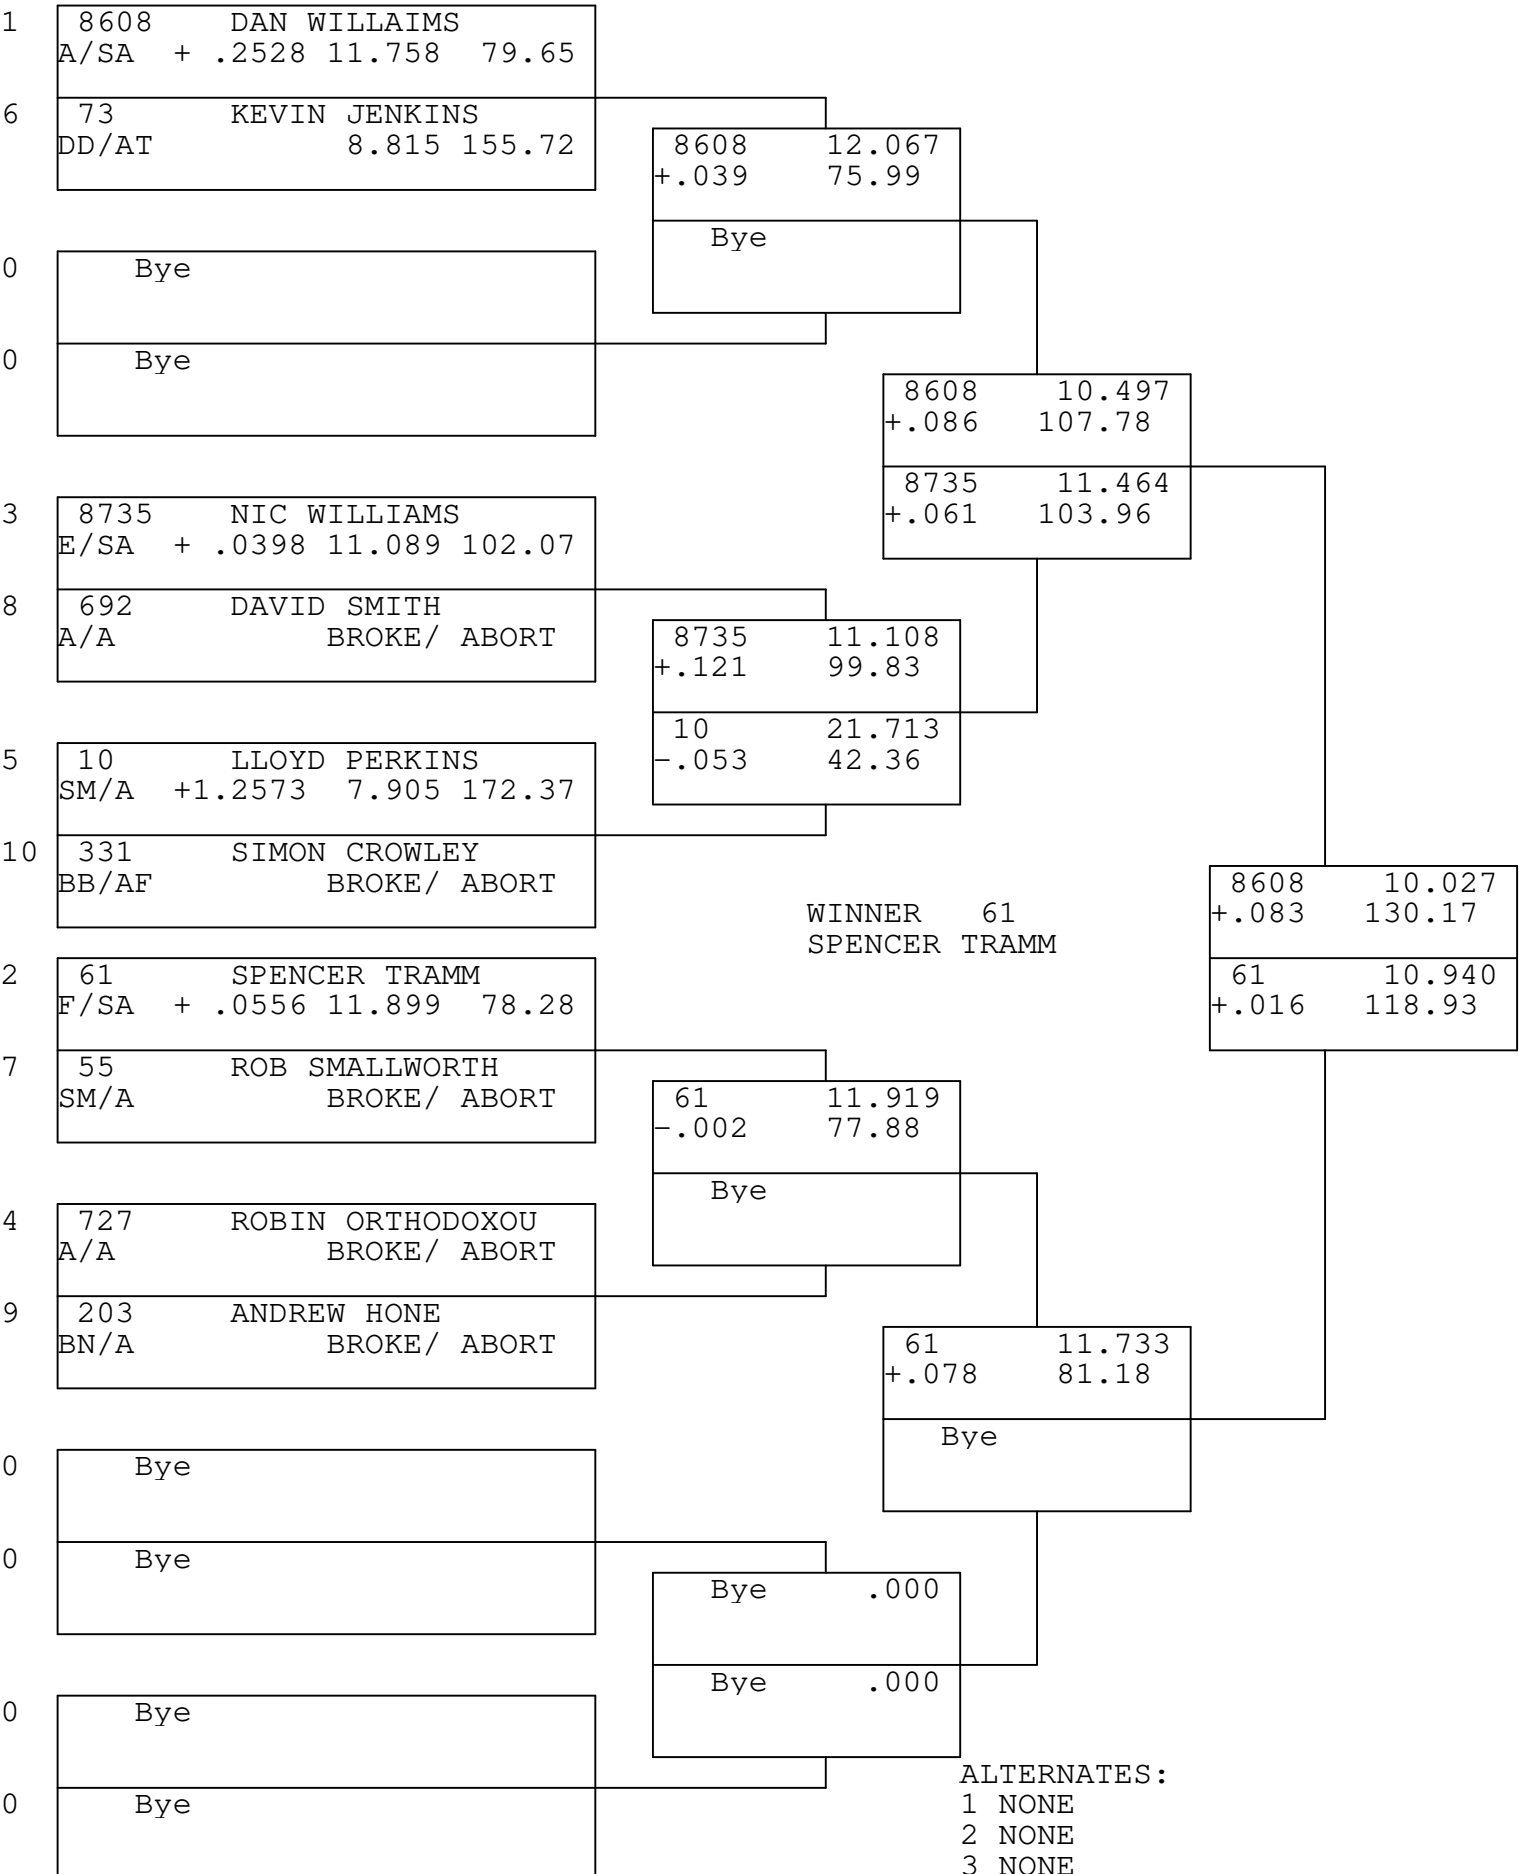 1 8608 DAN WILLAIMS
A/SA + .2528 11.758 79.65
6 73 KEVIN JENKINS
DD/AT 8.815 155.72
0 Bye
0 Bye
3 8735 NIC WILLIAMS
E/SA + .0398 11.089 102.07
8 692 DAVID SMITH
A/A BROKE/ ABORT
5 10 LLOYD PERKINS
SM/A +1.2573 7.905 172.37
10 331 SIMON CROWLEY
BB/AF BROKE/ ABORT
2 61 SPENCER TRAMM
F/SA + .0556 11.899 78.28
7 55 ROB SMALLWORTH
SM/A BROKE/ ABORT
4 727 ROBIN ORTHODOXOU
A/A BROKE/ ABORT
9 203 ANDREW HONE
BN/A BROKE/ ABORT
0 Bye
0 Bye
0 Bye
0 Bye
8608 12.067
+.039 75.99
Bye
8735 11.108
+.121 99.83
10 21.713
-.053 42.36
61 11.919
-.002 77.88
Bye
Bye .000
Bye .000
8608 10.497
+.086 107.78
8735 11.464
+.061 103.96
61 11.733
+.078 81.18
Bye
8608 10.027
+.083 130.17
61 10.940
+.016 118.93
WINNER 61
SPENCER TRAMM
ALTERNATES:
1 NONE
2 NONE
3 NONE